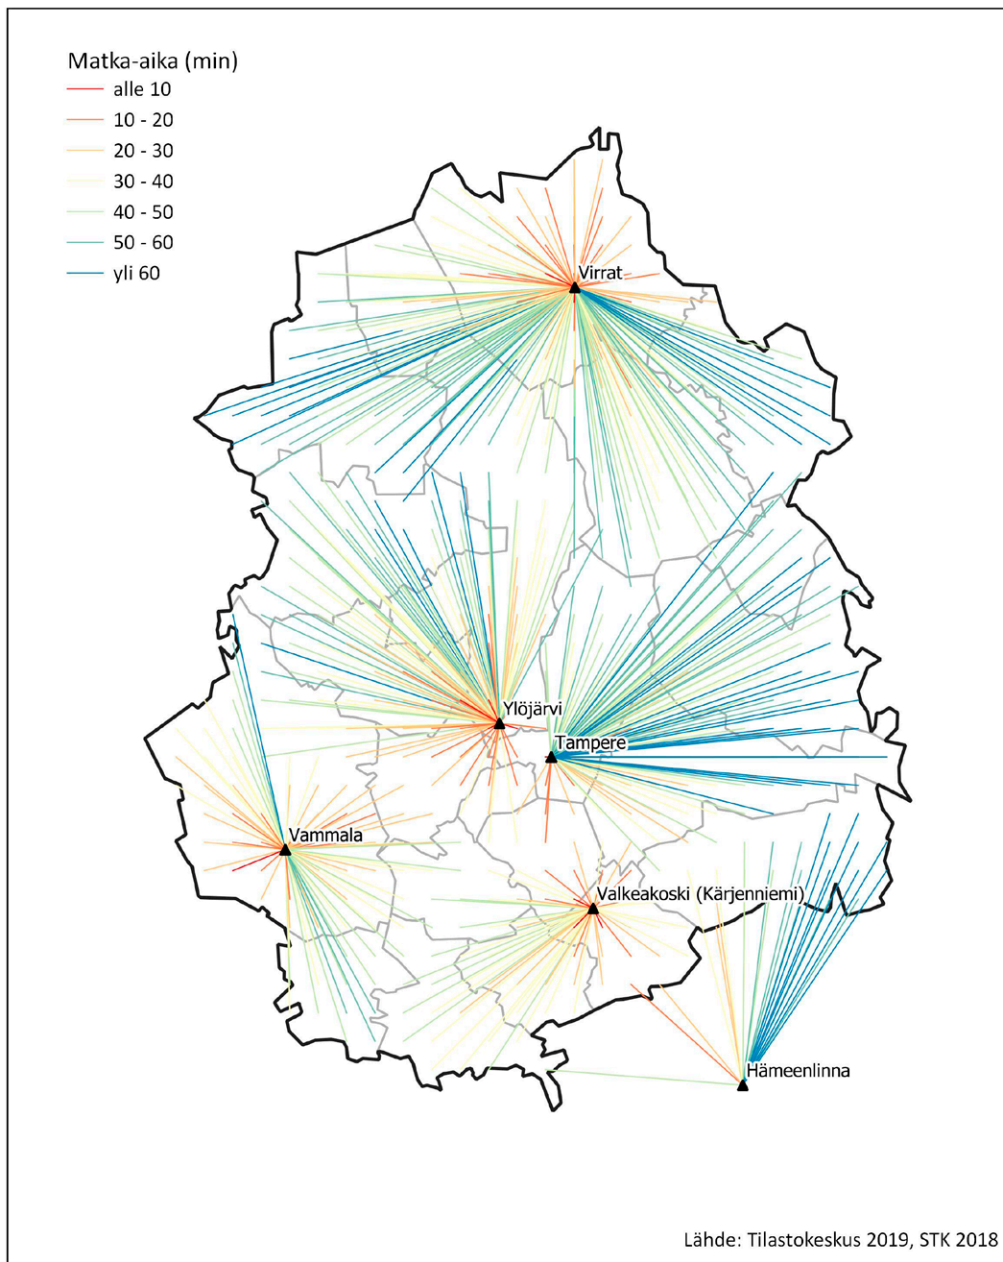 Matka-aika (min)
alle 10
10 - 20
20 - 30
30 - 40
40 - 50
50 - 60
yli 60
Virrat
Ylöjärvi
Tampere
Vammala
Valkeakoski (Kärjenniemi)
Hämeenlinna
Lähde: Tilastokeskus 2019, STK 2018